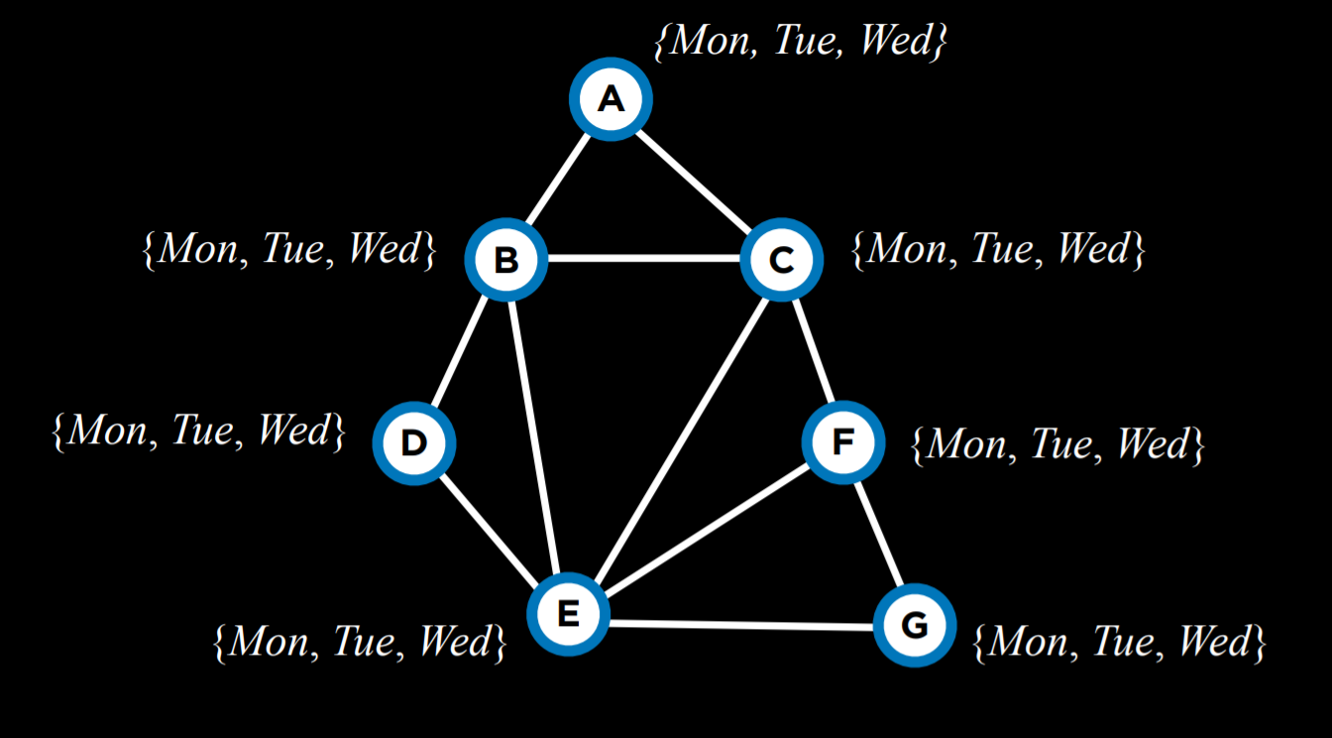 {Mon, Tue, Wed}
A
{Mon, Tue, Wed}
B
C
{Mon, Tue, Wed}
{Mon, Tue, Wed}
D
F
{Mon, Tue, Wed}
{Mon, Tue, Wed}
E
G
{Mon, Tue, Wed}